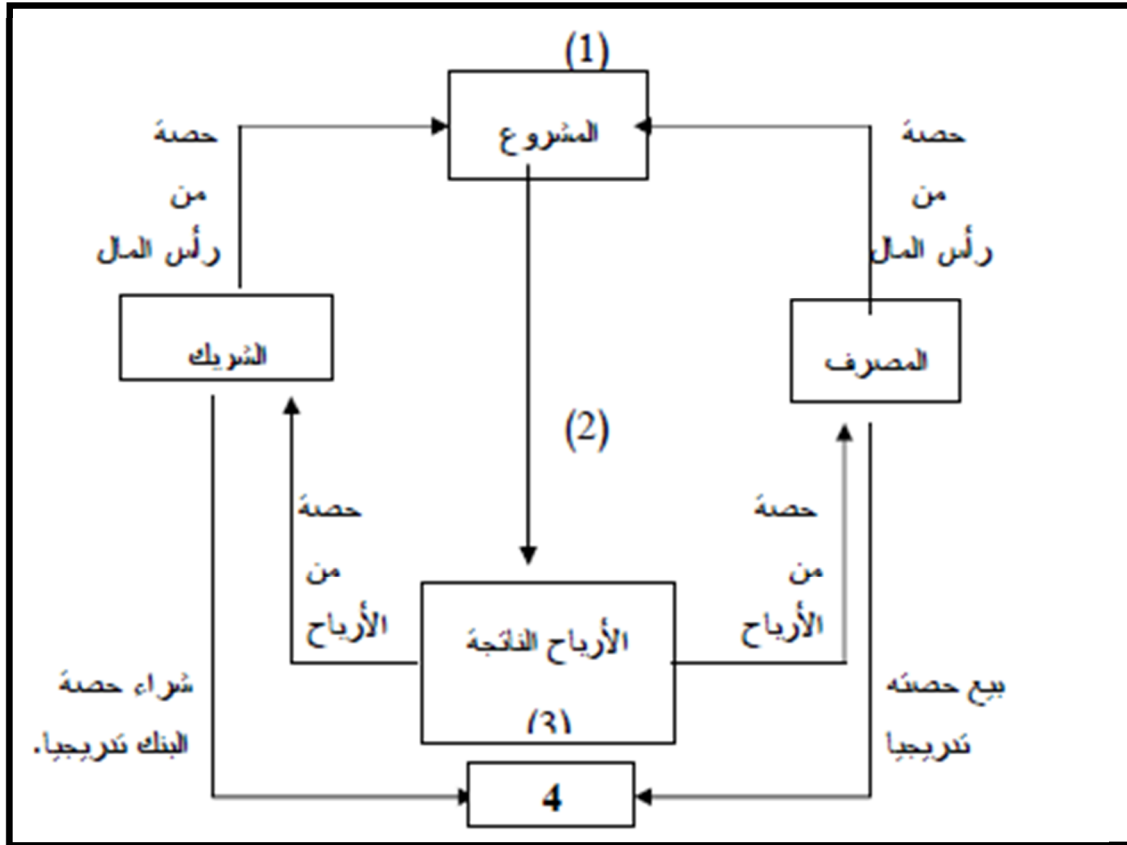 (1)
المشروع
حصة
من
رأس المال
حصة
من
رأس المال
المصرف
الشريك
(2)
حصة
من
الأرباح
حصة
من
الأرباح
الأرباح الناتجة
(3)
بيع حصته
تدريجيا
شراء حصة
البنك تدريجيا.
4